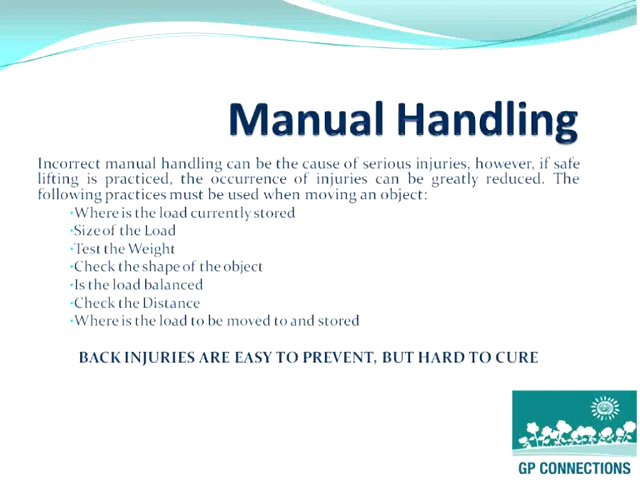 Manual Handling
Incorrect manual handling can be the cause of serious injuries, however, if safe
lifting is practiced, the occurrence of injuries can be greatly reduced. The
following practices must be used when moving an object:
•Where is the load currently stored
•Size of the Load
•Test the Weight
•Check the shape of the object
•Is the load balanced
•Check the Distance
•Where is the load to be moved to and stored
BACK INJURIES ARE EASY TO PREVENT, BUT HARD TO CURE
GP CONNECTIONS